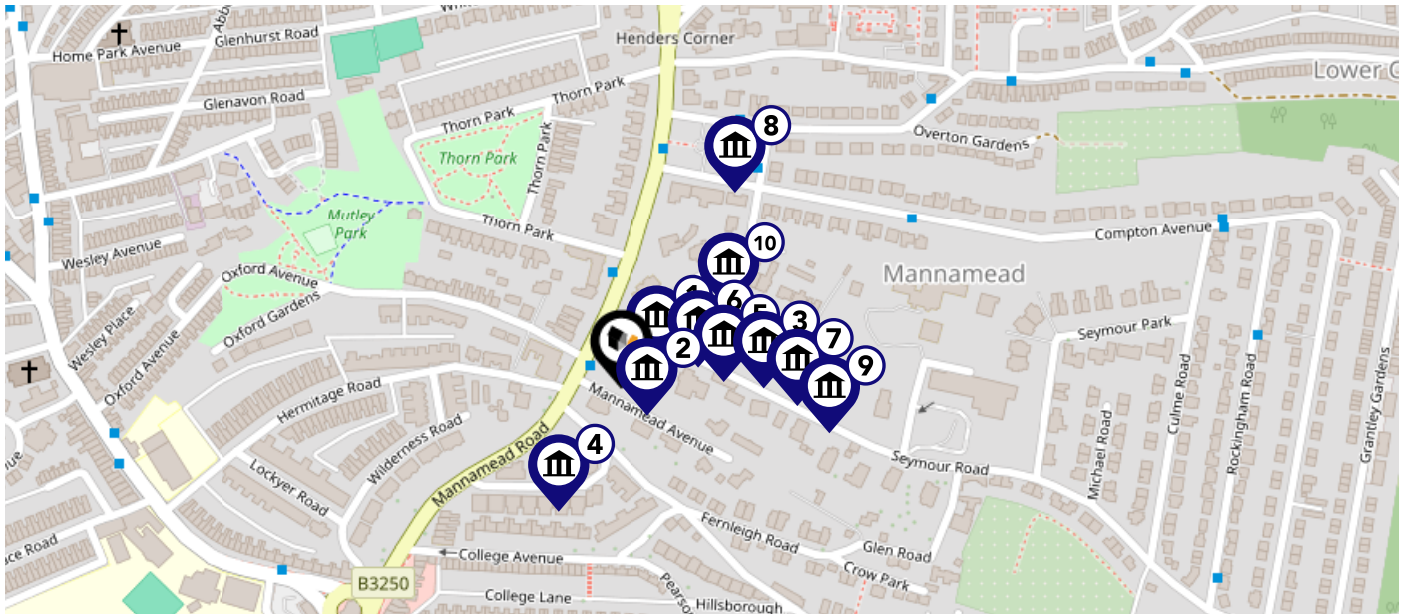 Henders Corner
Glenhurst Road
Home Park Avenue
Lower
Glenavon Road
Thorn Park
Thorn Park
Overton Gardens
Thorn Park
Thorn Park
8
Mutley
Park
Thorn Park
Compton Avenue
Wesley Avenue
10
Oxford Avenue
Mannamead
Oxford Gardens
1
6
5
3
7
2
9
Wesley Place
Seymour Park
Oxford Avenue
Hermitage Road
Mannamead Avenue
Culme Road
Rockingham Road
Grantley Gardens
Michael Road
Wilderness Road
4
Mannamead Road
Lockyer Road
Seymour Road
Fernleigh Road
Glen Road
College Avenue
Crow Park
B3250
College Lane
Hillsborough